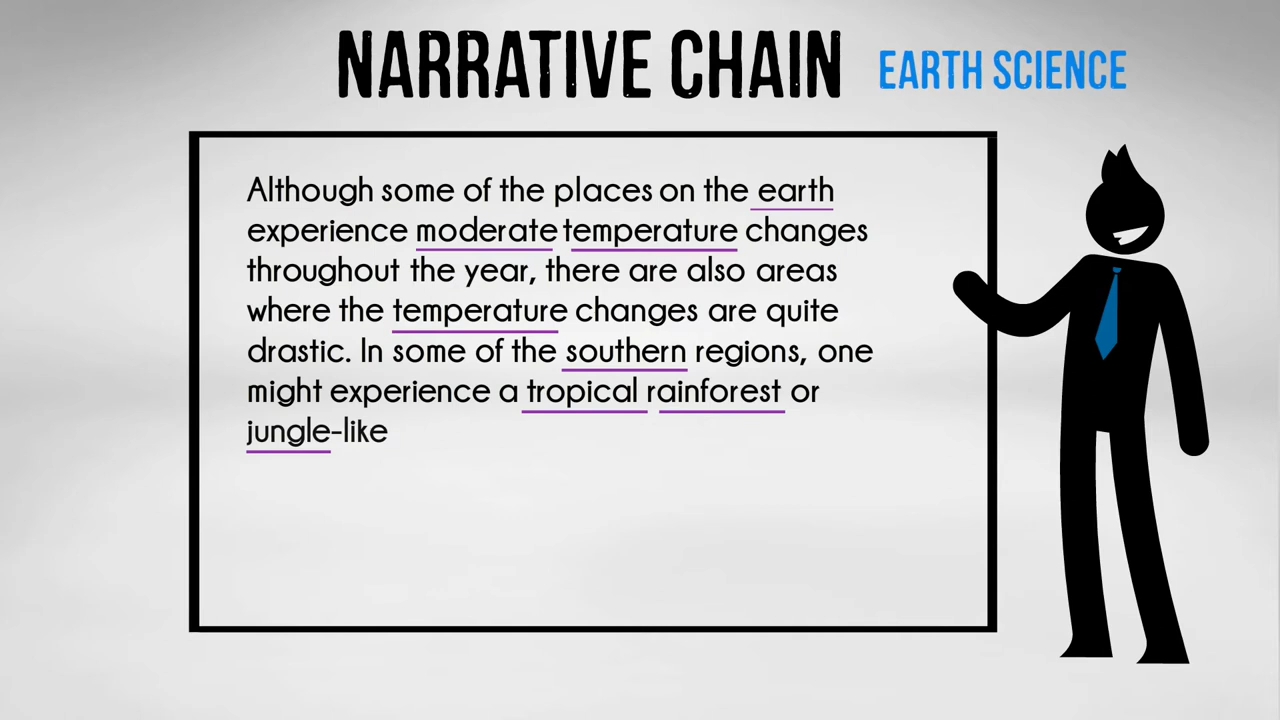 NARRATIVE CHAIN EARTH SCIENCE
Although some of the places on the earth
experience moderate temperature changes
throughout the year, there are also areas
where the temperature changes are quite
drastic. In some of the southern regions, one
might experience a tropical rainforest or
jungle-like